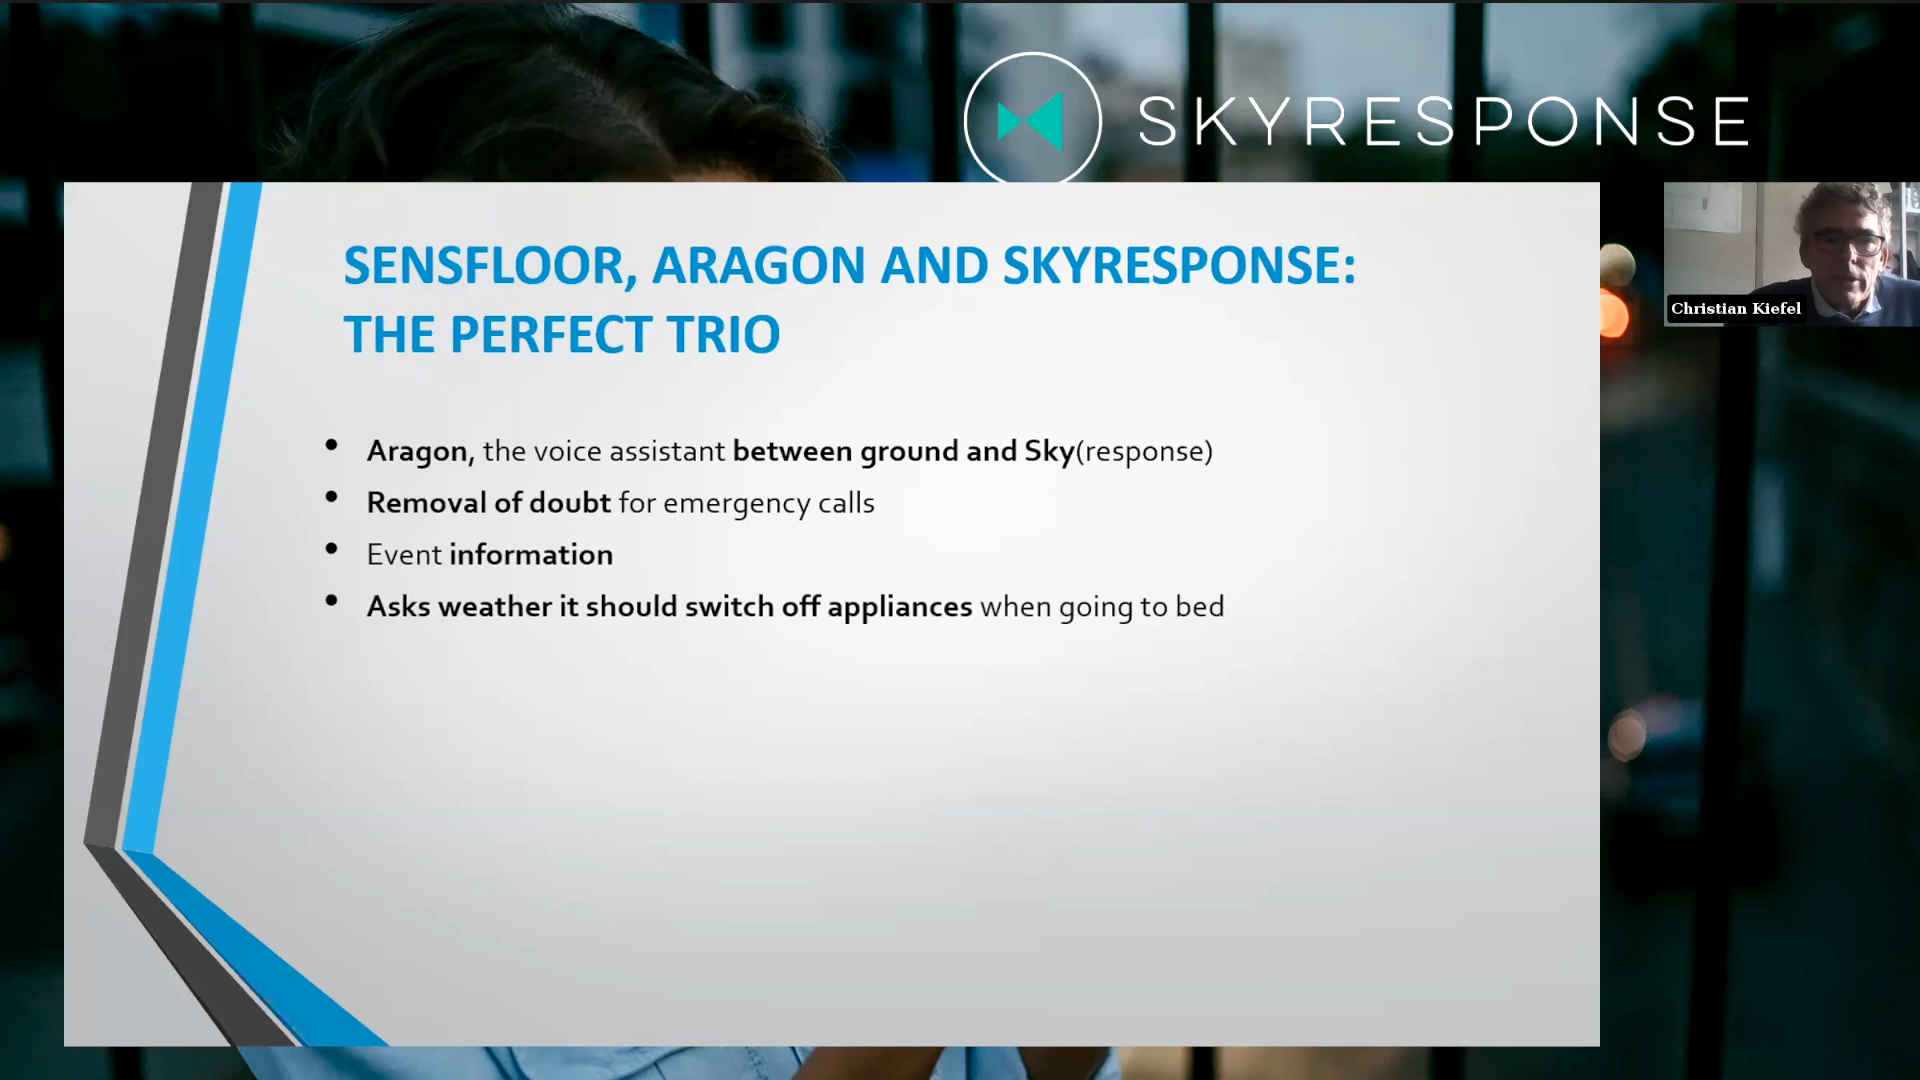 SKYRESPONSE
SENSFLOOR, ARAGON AND SKYRESPONSE:
THE PERFECT TRIO
Christian Kiefel
• Aragon, the voice assistant between ground and Sky(response)
• Removal of doubt for emergency calls
• Event information
• Asks weather it should switch off appliances when going to bed